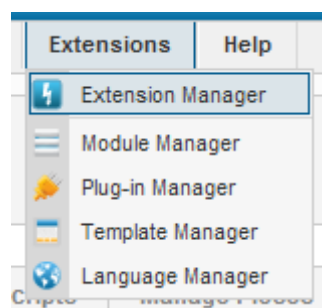 Extensions Help
Extension Manager
Module Manager
Plug-in Manager
Template Manager
Language Manager